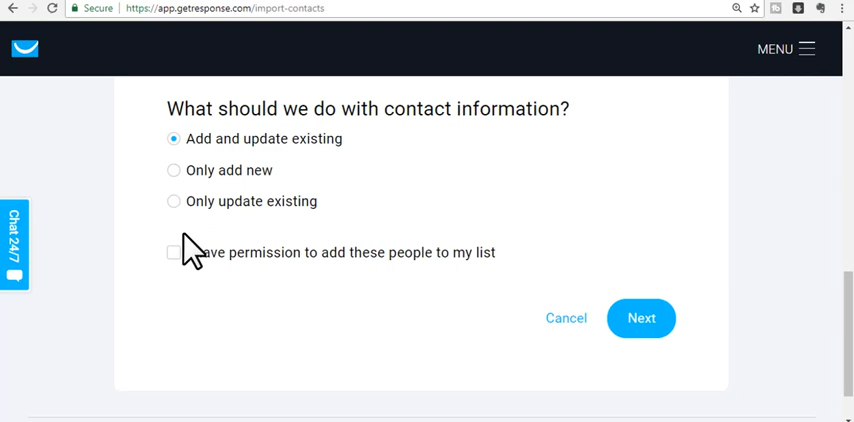 Secure https://app.getresponse.com/import-contacts
MENU
What should we do with contact information?
Add and update existing
Only add new
Only update existing
ave permission to add these people to my list
Chat 24/7
Cancel
Next